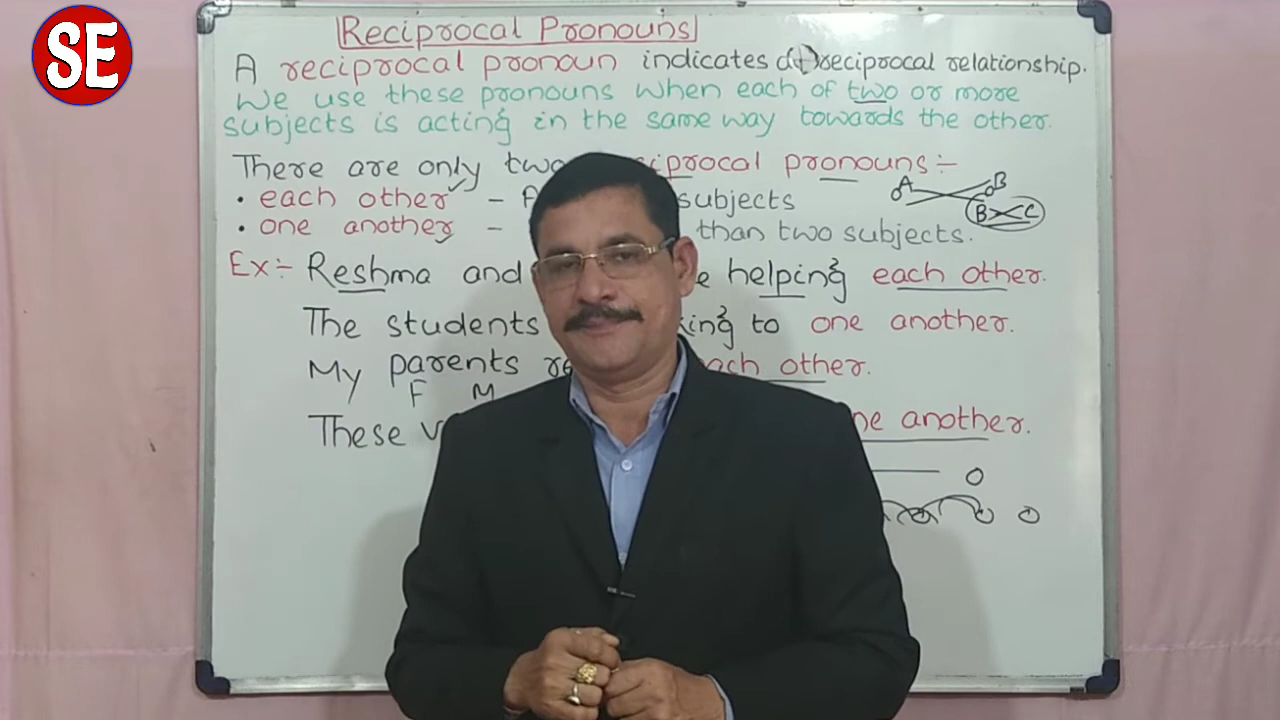 SE
Reciprocal Pronouns
A reciprocal pronoun indicates a reciprocal relationship.
We use these pronouns when each of two or more
subjects is acting in the same way towards the other.
There are only two pronouns :-
• each other - subjects
• one another - than two subjects.
A B
B C
Ex:- Reshma and helping each other.
The students to one another.
My parents each other.
F M
These one another.